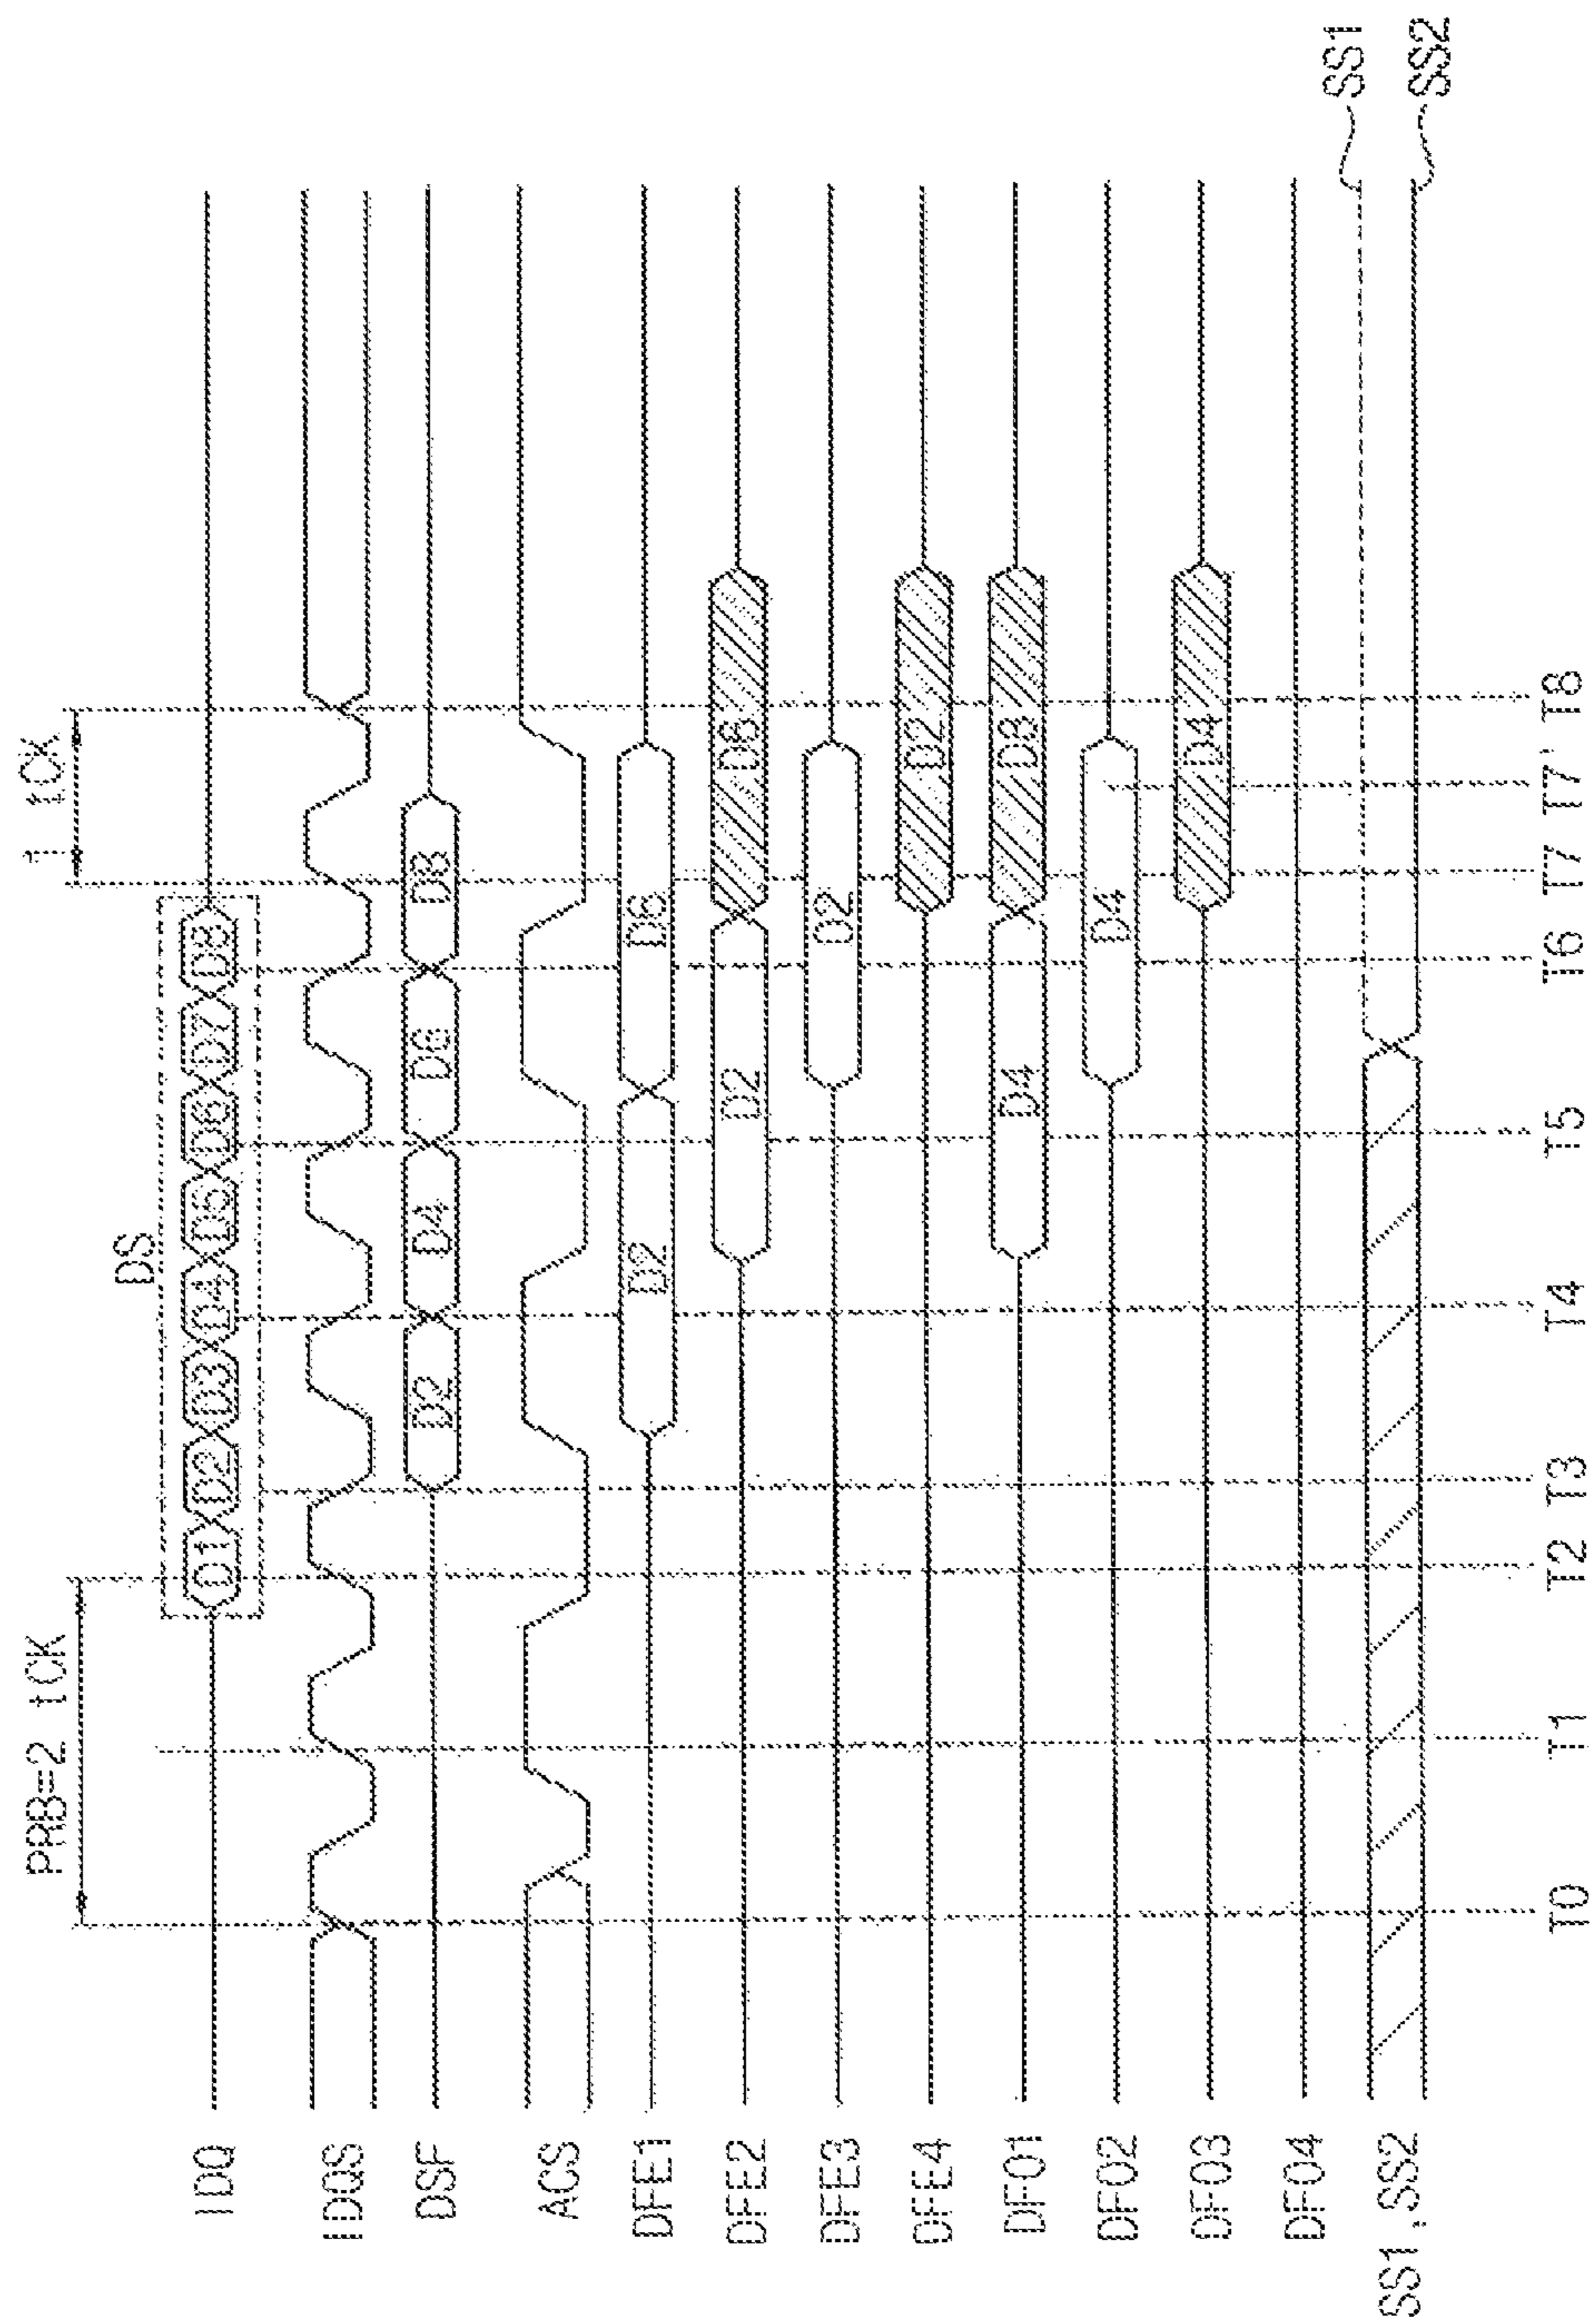 PRB=2 tCK
1 tCK
DS
IDQ D1 D2 D3 D4 D5 D6 D7 D8
IDQS
DSF D2 D4 D6 D8
ACS
DFE1 D2 D6
DFE2 D2 D6
DFE3 D2
DFE4 D2
DFO1 D4 D8
DFO2 D4
DFO3 D4
DFO4
SS1,SS2
SS1
SS2
T0 T1 T2 T3 T4 T5 T6 T7 T7' T8